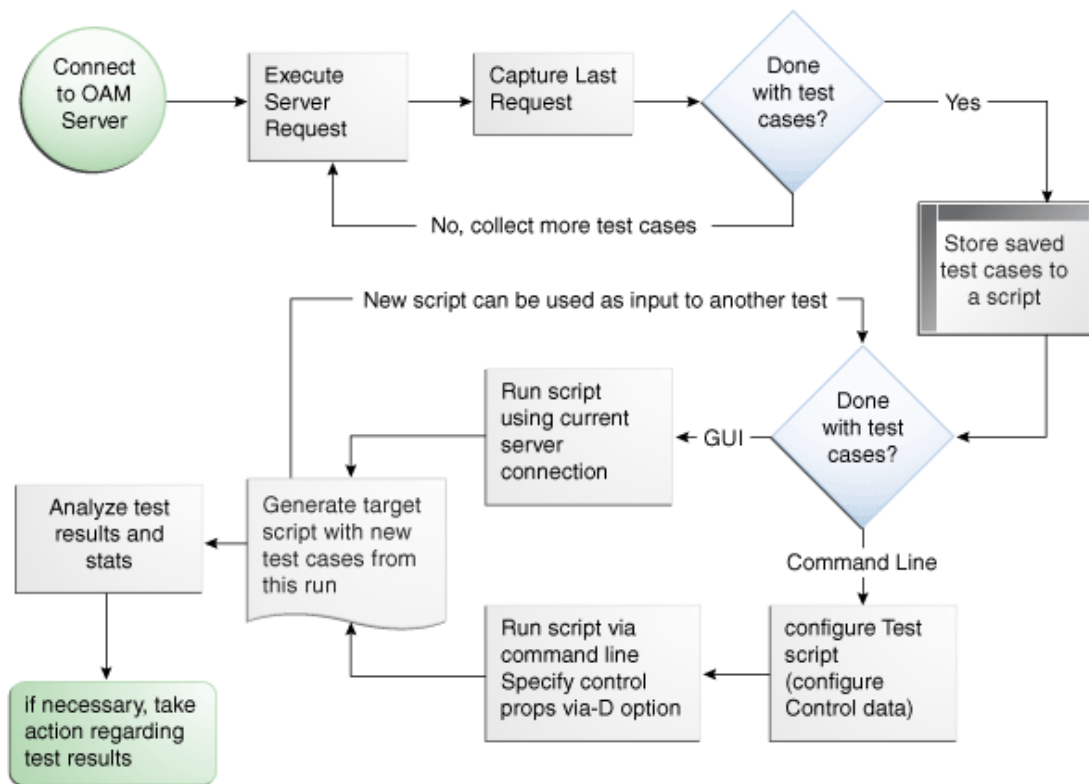 Connect
to OAM
Server
Execute
Server
Request
Capture Last
Request
Done
with test
cases?
Yes
No, collect more test cases
Store saved
test cases to
a script
New script can be used as input to another test
Done
with test
cases?
GUI
Run script
using current
server
connection
Generate target
script with new
test cases from
this run
Analyze test
results and
stats
if necessary, take
action regarding
test results
Command Line
configure Test
script
(configure
Control data)
Run script via
command line
Specify control
props via-D option